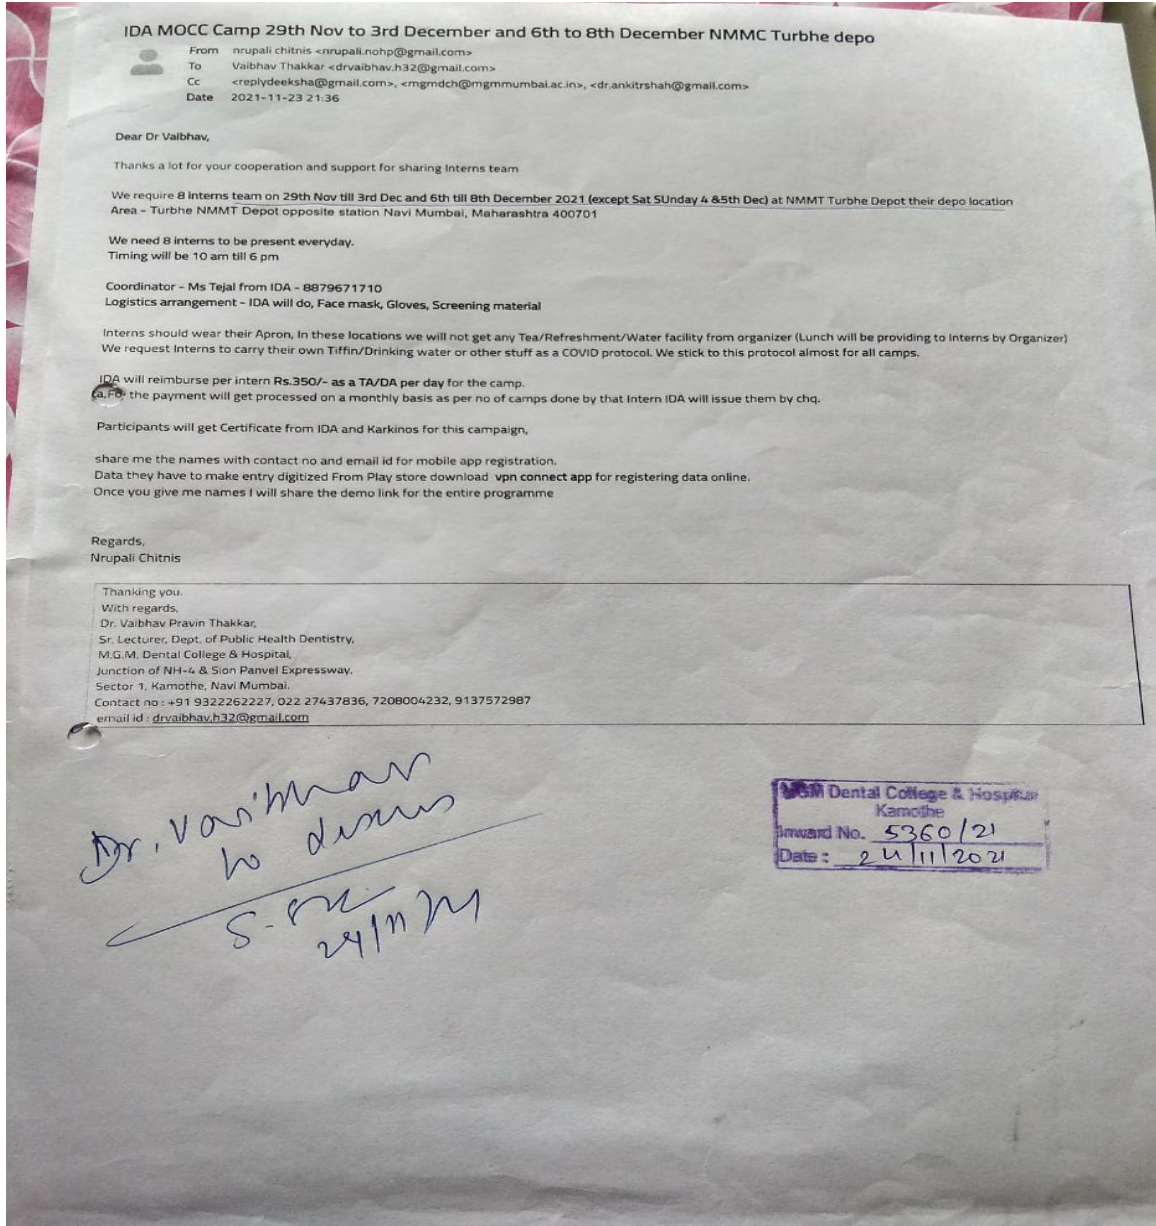 IDA MOCC Camp 29th Nov to 3rd December and 6th to 8th December NMMC Turbhe depo
From nrupali chitnis <nrupali.nohp@gmail.com>
To Vaibhav Thakkar <drvaibhav.h32@gmail.com>
Cc <replydeeksha@gmail.com>, <mgmdch@mgmmumbai.ac.in>, <dr.ankitrshah@gmail.com>
Date 2021-11-23 21:36
Dear Dr Vaibhav,
Thanks a lot for your cooperation and support for sharing Interns team
We require 8 interns team on 29th Nov till 3rd Dec and 6th till 8th December 2021 (except Sat SUnday 4 &5th Dec) at NMMT Turbhe Depot their depo location
Area - Turbhe NMMT Depot opposite station Navi Mumbai, Maharashtra 400701
We need 8 interns to be present everyday.
Timing will be 10 am till 6 pm
Coordinator - Ms Tejal from IDA - 8879671710
Logistics arrangement - IDA will do, Face mask, Gloves, Screening material
Interns should wear their Apron, In these locations we will not get any Tea/Refreshment/Water facility from organizer (Lunch will be providing to Interns by Organizer)
We request Interns to carry their own Tiffin/Drinking water or other stuff as a COVID protocol. We stick to this protocol almost for all camps.
IDA will reimburse per intern Rs.350/- as a TA/DA per day for the camp.
the payment will get processed on a monthly basis as per no of camps done by that Intern IDA will issue them by chq.
Participants will get Certificate from IDA and Karkinos for this campaign,
share me the names with contact no and email id for mobile app registration.
Data they have to make entry digitized From Play store download vpn connect app for registering data online.
Once you give me names I will share the demo link for the entire programme
Regards,
Nrupali Chitnis
Thanking you.
With regards,
Dr. Vaibhav Pravin Thakkar,
Sr. Lecturer, Dept. of Public Health Dentistry,
M.G.M. Dental College & Hospital,
Junction of NH-4 & Sion Panvel Expressway,
Sector 1, Kamothe, Navi Mumbai.
Contact no : +91 9322262227, 022 27437836, 7208004232, 9137572987
email id : drvaibhav.h32@gmail.com
Dr. Vaibhav
to discuss
24/11/21
MGM Dental College & Hospital
Kamothe
Inward No. 5360/21
Date : 24/11/2021